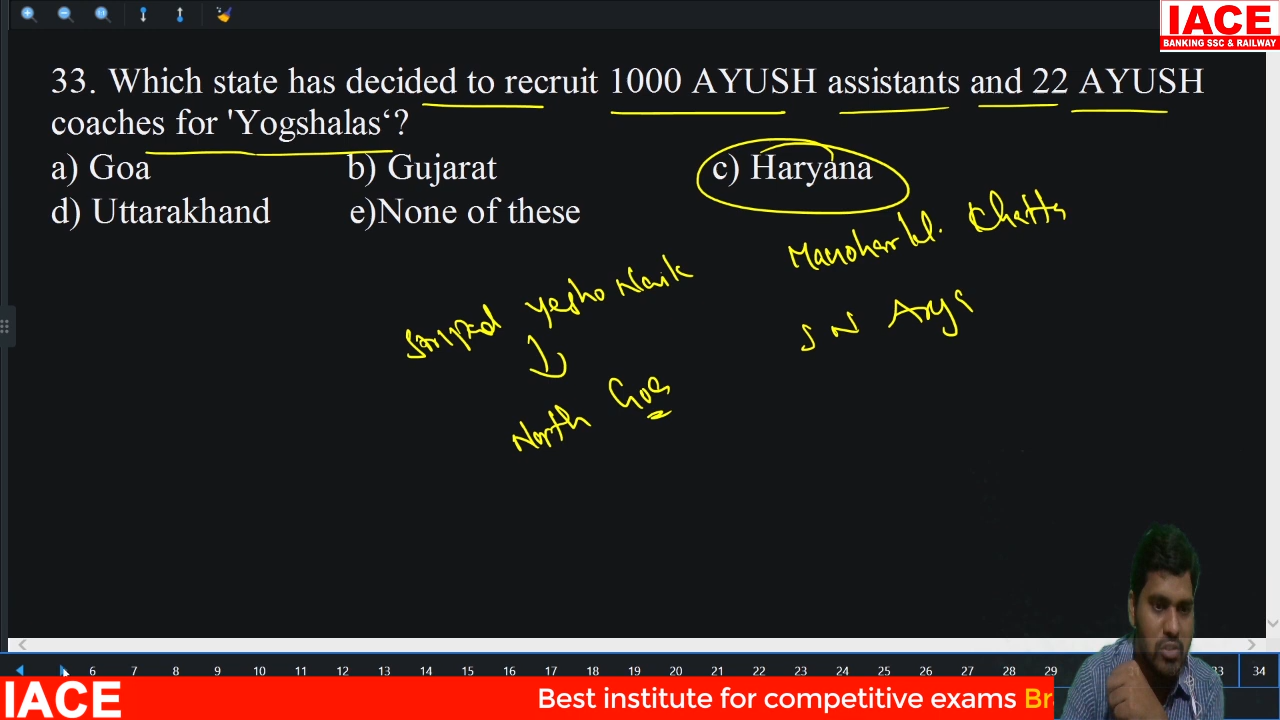 IACE
BANKING SSC & RAILWAY
33. Which state has decided to recruit 1000 AYUSH assistants and 22 AYUSH
coaches for 'Yogshalas‘?
a) Goa b) Gujarat c) Haryana
d) Uttarakhand e)None of these
Manohar lal. Khatta
Yesho Naik
S N Arya
North Goa
6 7 8 9 10 11 12 13 14 15 16 17 18 19 20 21 22 23 24 25 26 27 28 29 33 34
IACE
Best institute for competitive exams Br